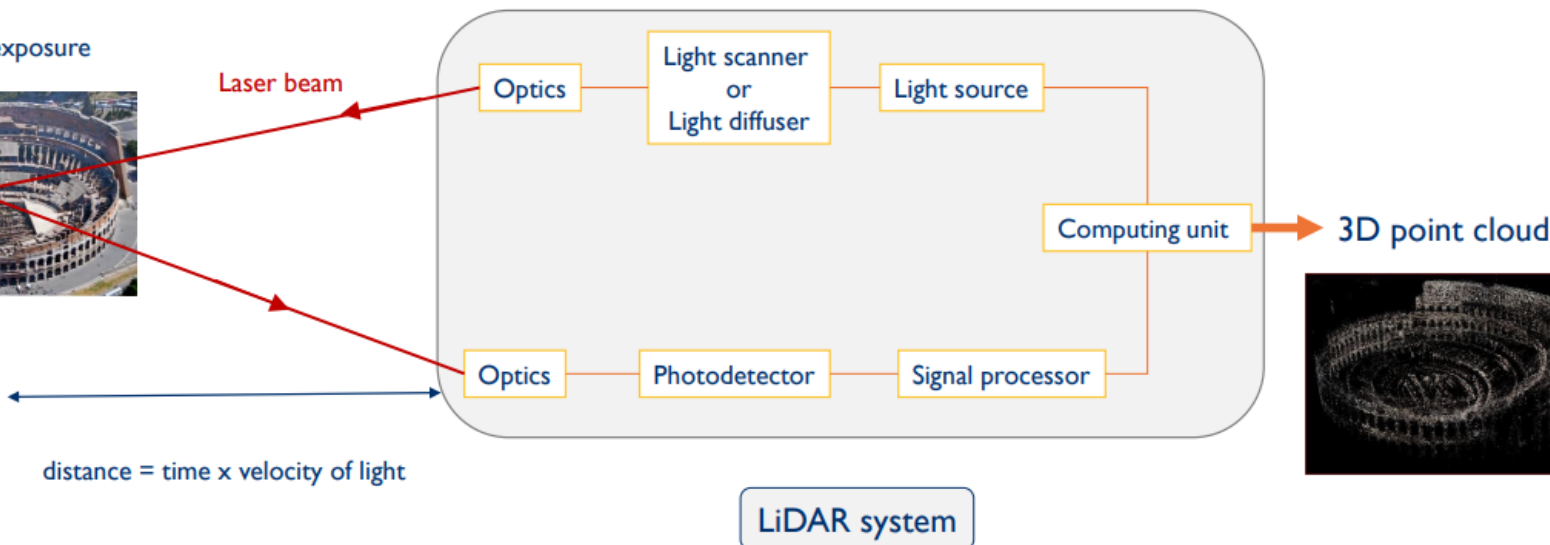 exposure
Laser beam
Optics
Light scanner
or
Light diffuser
Light source
Computing unit
3D point cloud
Optics
Photodetector
Signal processor
distance = time x velocity of light
LiDAR system